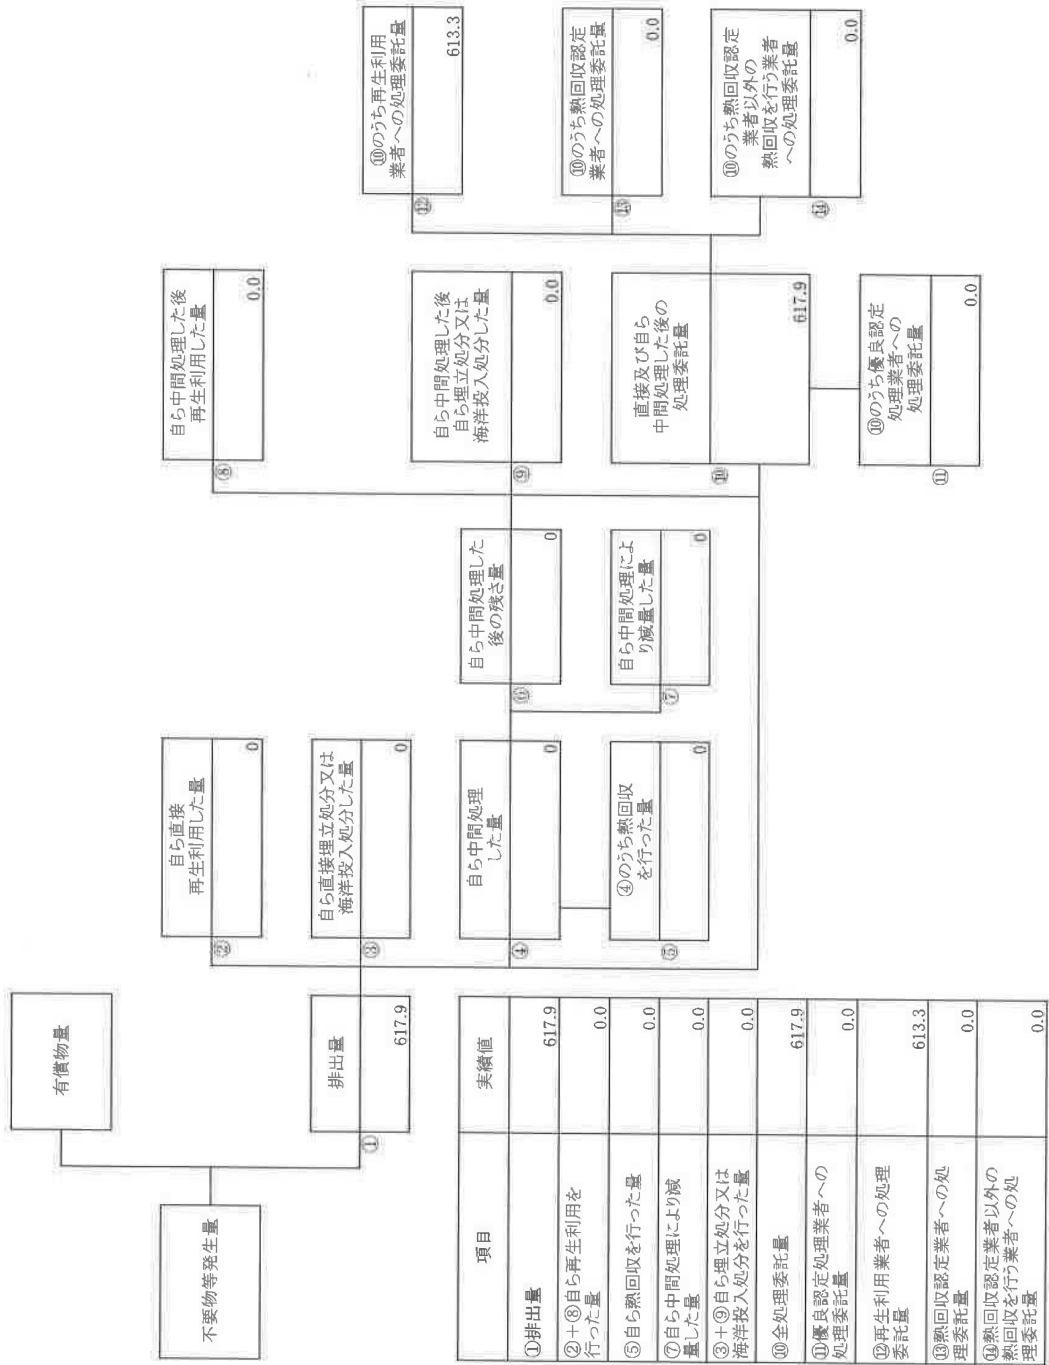 有償物量
不要物等発生量
排出量
①
617.9
自ら直接
再生利用した量
②
0
自ら直接埋立処分又は
海洋投入処分した量
③
0
自ら中間処理
した量
④
0
④のうち熱回収
を行った量
⑤
0
自ら中間処理した
後の残さ量
⑥
0
自ら中間処理によ
り減量した量
⑦
0
自ら中間処理した後
再生利用した量
⑧
0.0
自ら中間処理した後
自ら埋立処分又は
海洋投入処分した量
⑨
0.0
直接及び自ら
中間処理した後の
処理委託量
⑩
617.9
⑩のうち優良認定
処理業者への
処理委託量
⑪
0.0
⑩のうち再生利用
業者への処理委託量
⑫
613.3
⑩のうち熱回収認定
業者への処理委託量
⑬
0.0
⑩のうち熱回収認定
業者以外の
熱回収を行う業者
への処理委託量
⑭
0.0
項目 実績値
①排出量 617.9
②＋⑧自ら再生利用を
行った量 0.0
⑤自ら熱回収を行った量 0.0
⑦自ら中間処理により減
量した量 0.0
③＋⑨自ら埋立処分又は
海洋投入処分を行った量 0.0
⑩全処理委託量 617.9
⑪優良認定処理業者への
処理委託量 0.0
⑫再生利用業者への処理
委託量 613.3
⑬熱回収認定業者への処
理委託量 0.0
⑭熱回収認定業者以外の
熱回収を行う業者への処
理委託量 0.0